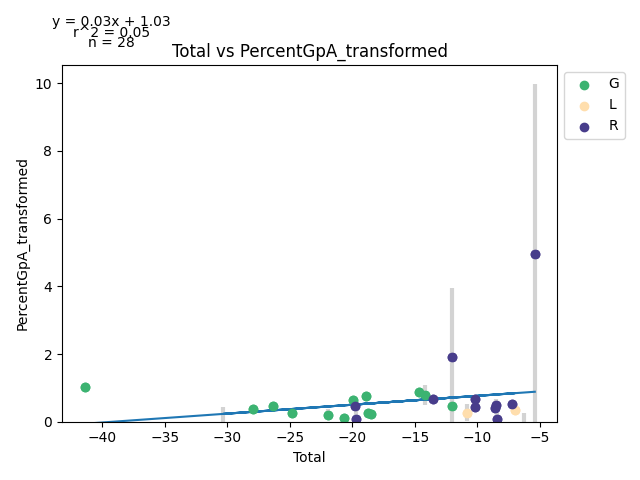 y = 0.03x + 1.03
r^2 = 0.05
n = 28
Total vs PercentGpA_transformed
G
L
R
PercentGpA_transformed
10
8
6
4
2
0
−40
−35
−30
−25
−20
−15
−10
−5
Total